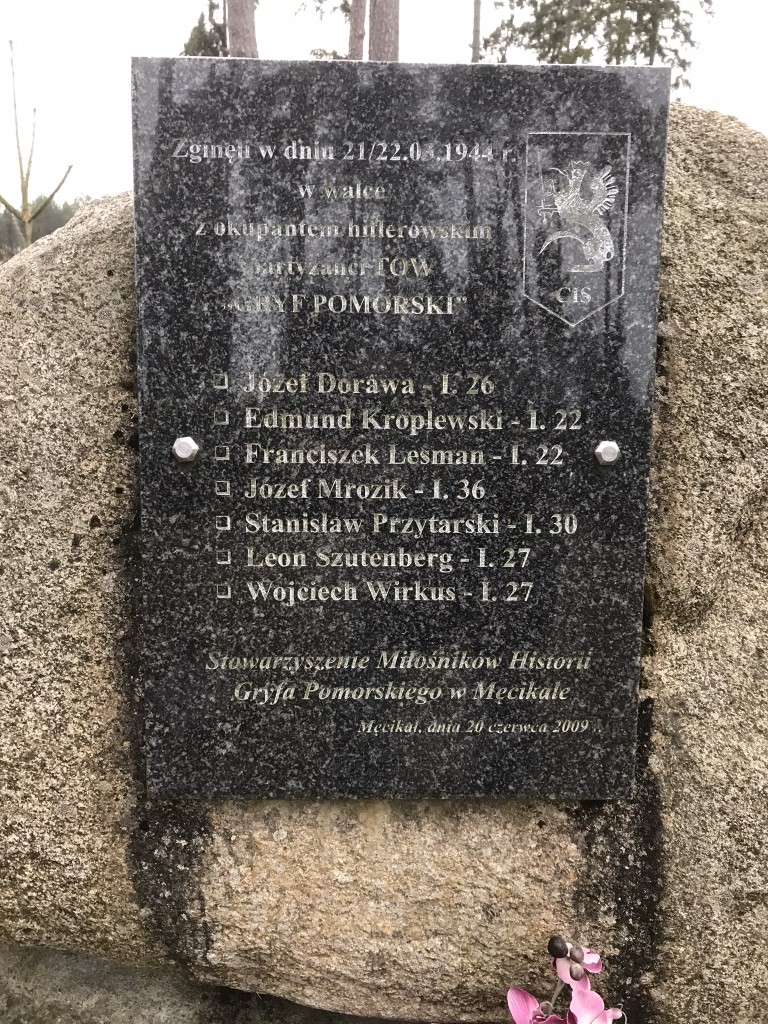 Zginęli w dniu 21/22.03.1944 r.
w walce
z okupantem hitlerowskim
partyzanci TOW
„GRYF POMORSKI”
CIS
Józef Dorawa - l. 26
Edmund Kroplewski - l. 22
Franciszek Lesman - l. 22
Józef Mrozik - l. 36
Stanisław Przytarski - l. 30
Leon Szutenberg - l. 27
Wojciech Wirkus - l. 27
Stowarzyszenie Miłośników Historii
Gryfa Pomorskiego w Męcikale
Męcikał, dnia 20 czerwca 2009 r.